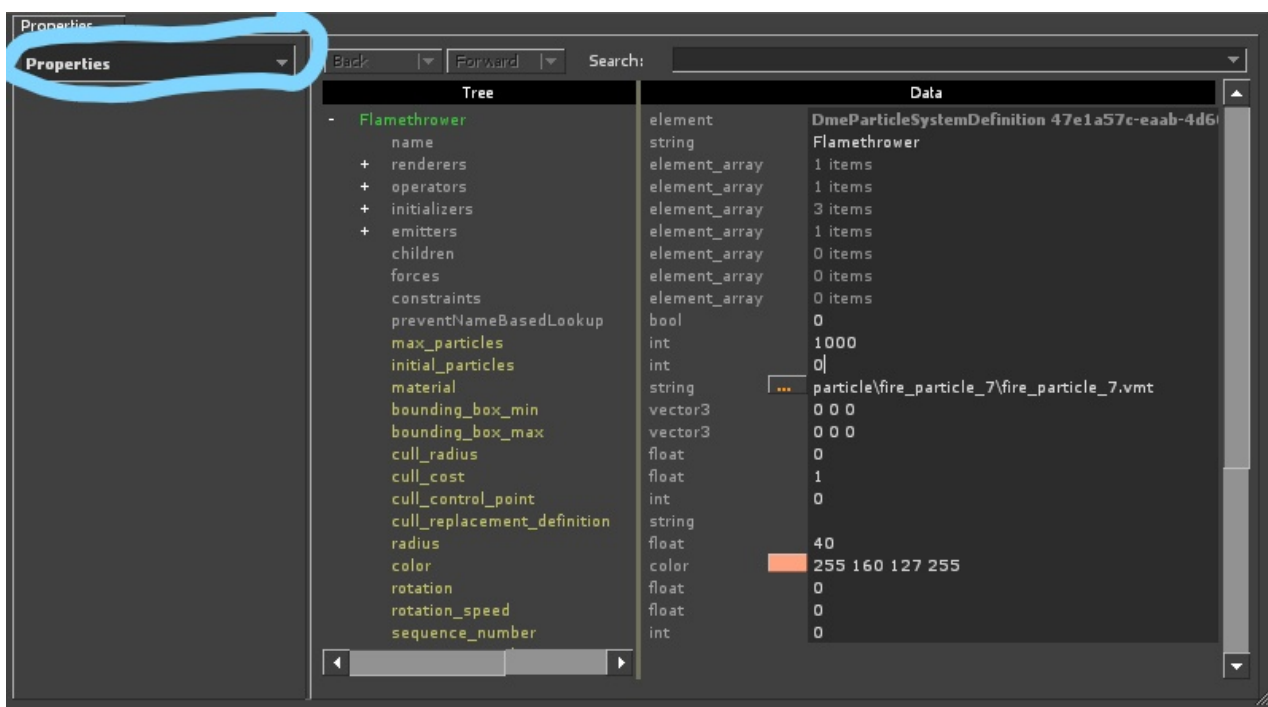 Properties
Properties
Back Forward Search:
Tree Data
- Flamethrower element DmeParticleSystemDefinition 47e1a57c-eaab-4d6
name string Flamethrower
+ renderers element_array 1 items
+ operators element_array 1 items
+ initializers element_array 3 items
+ emitters element_array 1 items
children element_array 0 items
forces element_array 0 items
constraints element_array 0 items
preventNameBasedLookup bool 0
max_particles int 1000
initial_particles int 0
material string ... particle\fire_particle_7\fire_particle_7.vmt
bounding_box_min vector3 0 0 0
bounding_box_max vector3 0 0 0
cull_radius float 0
cull_cost float 1
cull_control_point int 0
cull_replacement_definition string
radius float 40
color color 255 160 127 255
rotation float 0
rotation_speed float 0
sequence_number int 0